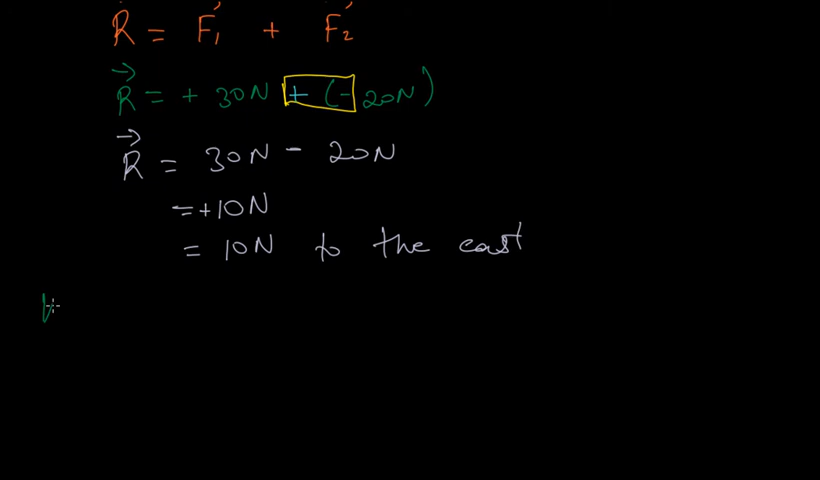 R = F₁ + F₂
R⃗ = + 30N + (- 20N)
R⃗ = 30N - 20N
= +10N
= 10N to the east